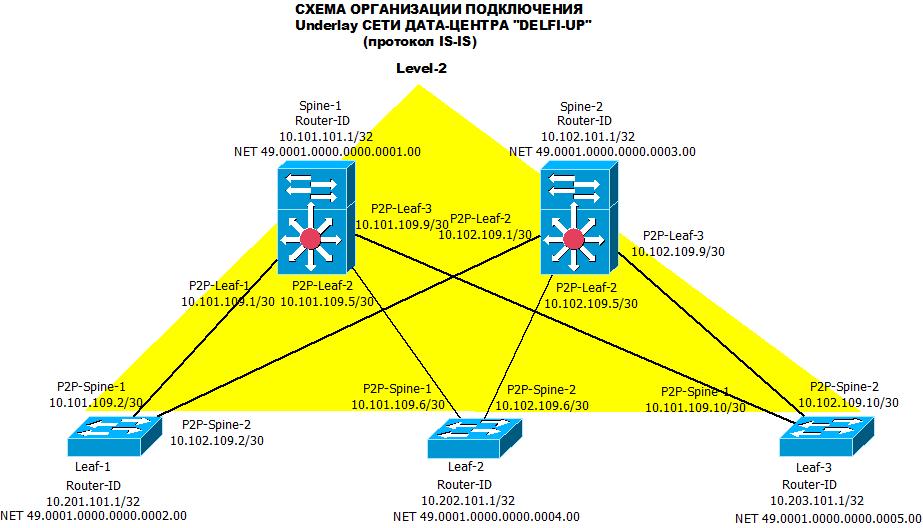 СХЕМА ОРГАНИЗАЦИИ ПОДКЛЮЧЕНИЯ
Underlay СЕТИ ДАТА-ЦЕНТРА "DELFI-UP"
(протокол IS-IS)
Level-2
Spine-1
Router-ID
10.101.101.1/32
NET 49.0001.0000.0000.0001.00
Spine-2
Router-ID
10.102.101.1/32
NET 49.0001.0000.0000.0003.00
P2P-Leaf-3
10.101.109.9/30
P2P-Leaf-2
10.102.109.1/30
P2P-Leaf-3
10.102.109.9/30
P2P-Leaf-1
10.101.109.1/30
P2P-Leaf-2
10.101.109.5/30
P2P-Leaf-2
10.102.109.5/30
P2P-Spine-1
10.101.109.2/30
P2P-Spine-2
10.102.109.2/30
P2P-Spine-1
10.101.109.6/30
P2P-Spine-2
10.102.109.6/30
P2P-Spine-1
10.101.109.10/30
P2P-Spine-2
10.102.109.10/30
Leaf-1
Router-ID
10.201.101.1/32
NET 49.0001.0000.0000.0002.00
Leaf-2
Router-ID
10.202.101.1/32
NET 49.0001.0000.0000.0004.00
Leaf-3
Router-ID
10.203.101.1/32
NET 49.0001.0000.0000.0005.00